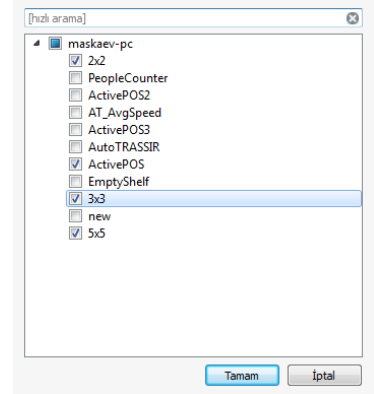 [hızlı arama]
maskaev-pc
2x2
PeopleCounter
ActivePOS2
AT_AvgSpeed
ActivePOS3
AutoTRASSIR
ActivePOS
EmptyShelf
3x3
new
5x5
Tamam
İptal